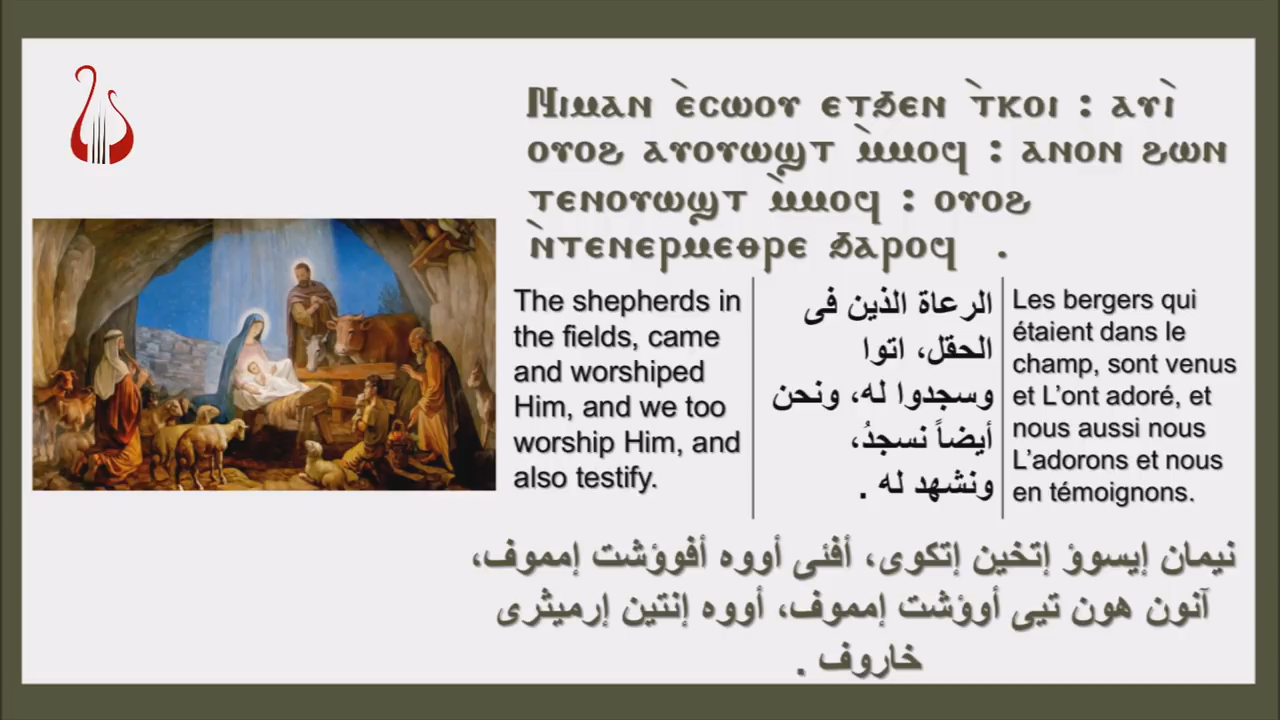 Ⲛⲓⲙⲁⲛ ⲉ̀ⲥⲱⲟⲩ ⲉⲧϧⲉⲛ ⲧ̀ⲕⲟⲓ : ⲁⲩⲓ̀
ⲟⲩⲟϩ ⲁⲩⲟⲩⲱϣⲧ ⲙ̀ⲙⲟϥ : ⲁⲛⲟⲛ ϩⲱⲛ
ⲧⲉⲛⲟⲩⲱϣⲧ ⲙ̀ⲙⲟϥ : ⲟⲩⲟϩ
ⲛ̀ⲧⲉⲛⲉⲣⲙⲉⲑⲣⲉ ϧⲁⲣⲟϥ .
The shepherds in
the fields, came
and worshiped
Him, and we too
worship Him, and
also testify.
الرعاة الذين فى
الحقل، اتوا
وسجدوا له، ونحن
أيضاً نسجدُ،
ونشهد له .
Les bergers qui
étaient dans le
champ, sont venus
et L’ont adoré, et
nous aussi nous
L’adorons et nous
en témoignons.
نيمان إيسوؤ إتخين إتكوى، أفئى أووه أفووٌشت إمموف،
آنون هون تيى أووٌشت إمموف، أووه إنتين إرميثرى
خاروف .